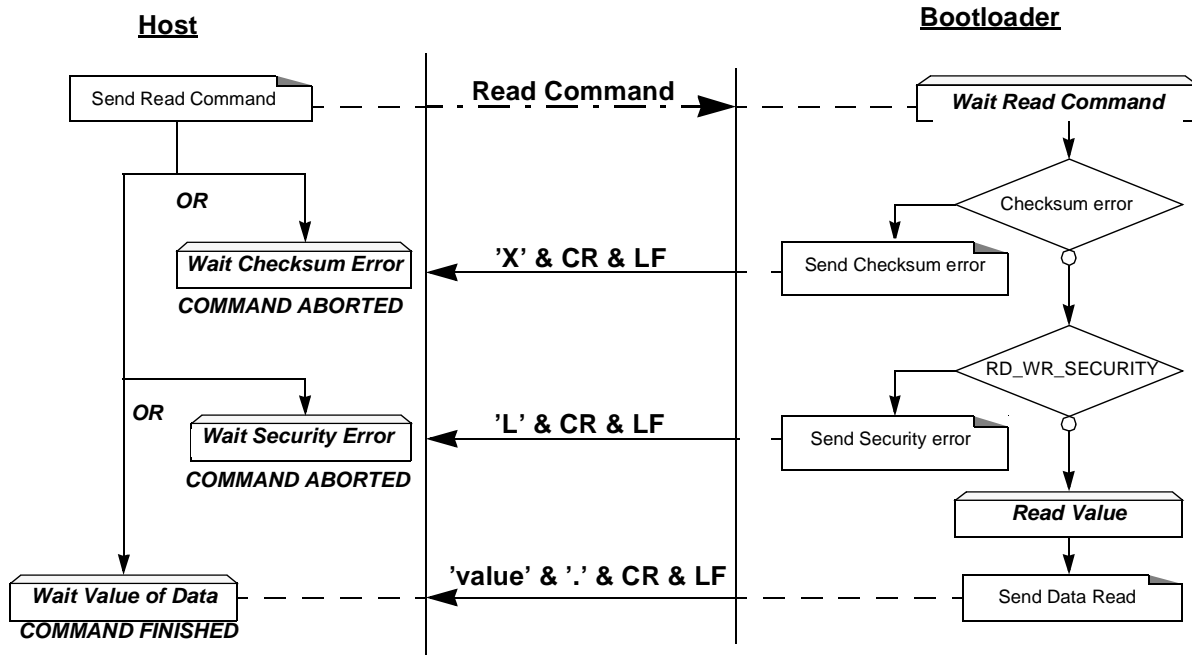 Host
Bootloader
Send Read Command
Read Command
Wait Read Command
OR
Checksum error
Wait Checksum Error
’X’ & CR & LF
Send Checksum error
COMMAND ABORTED
RD_WR_SECURITY
OR
Wait Security Error
’L’ & CR & LF
Send Security error
COMMAND ABORTED
Read Value
’value’ & ’.’ & CR & LF
Wait Value of Data
Send Data Read
COMMAND FINISHED